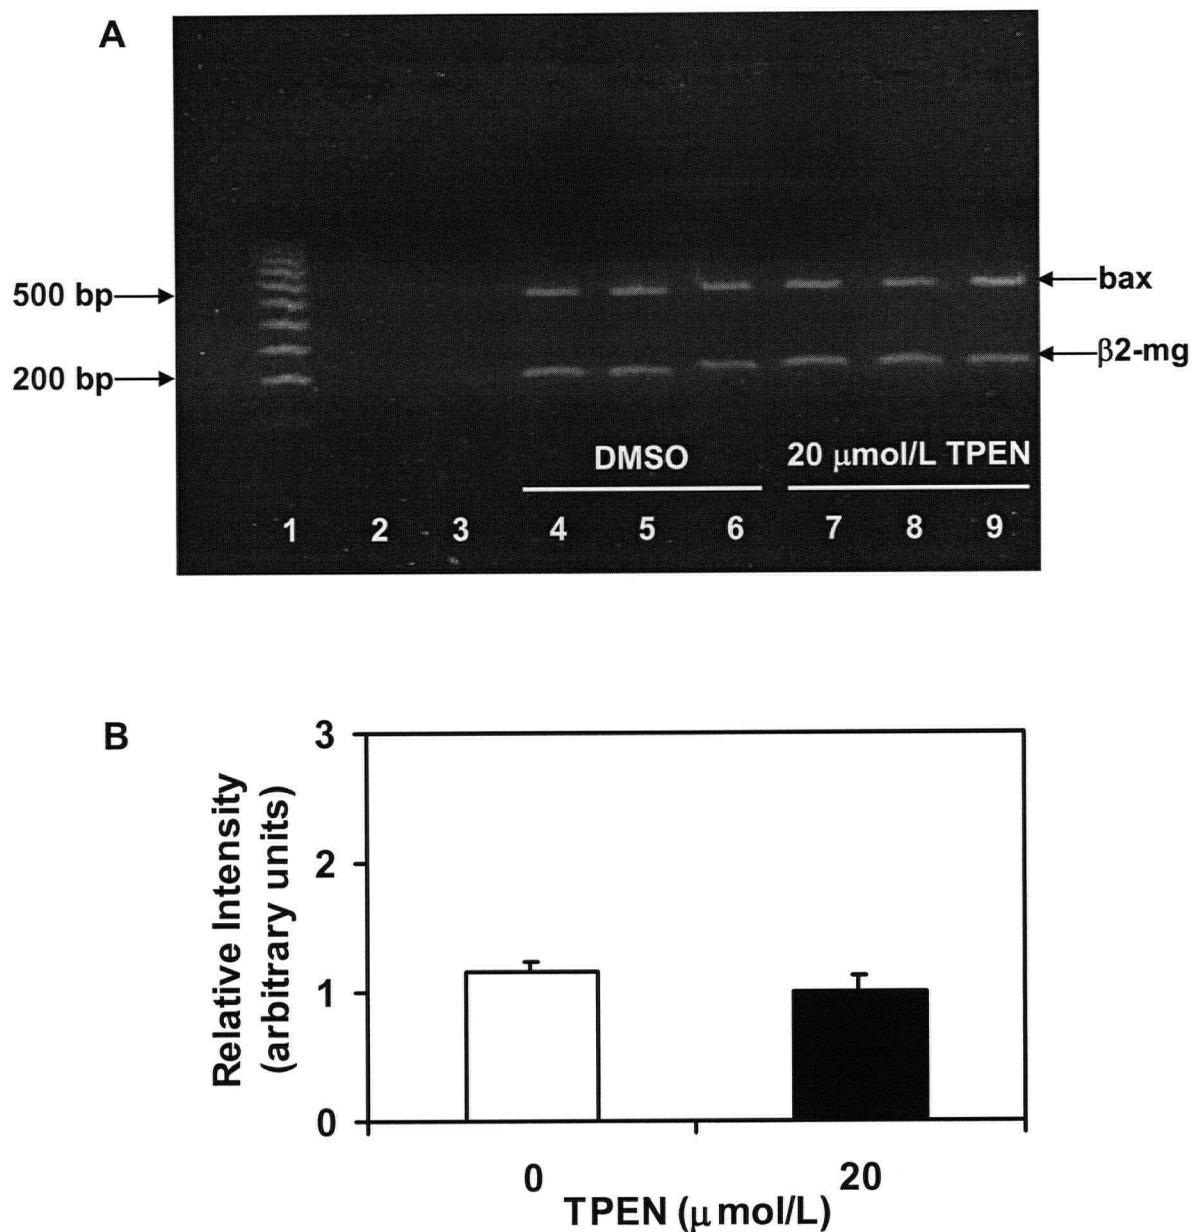 A
500 bp
bax
200 bp
β2-mg
DMSO
20 μmol/L TPEN
1 2 3 4 5 6 7 8 9
B
3
2
1
0
Relative Intensity
(arbitrary units)
0 20
TPEN (μ mol/L)